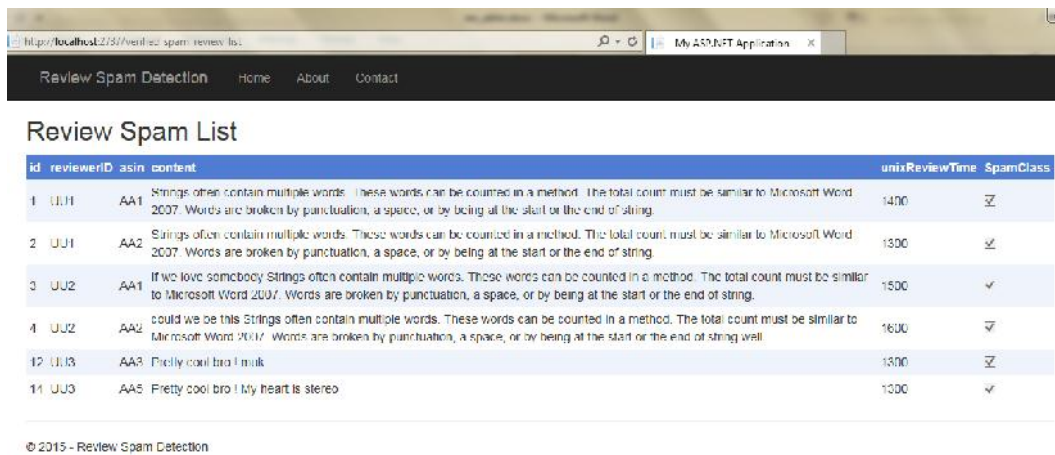 My ASP.NET Application
Review Spam Detection Home About Contact
Review Spam List
id reviewerID asin content unixReviewTime SpamClass
1 UU1 AA1 Strings often contain multiple words. These words can be counted in a method. The total count must be similar to Microsoft Word 2007. Words are broken by punctuation, a space, or by being at the start or the end of string. 1400
2 UU1 AA2 Strings often contain multiple words. These words can be counted in a method. The total count must be similar to Microsoft Word 2007. Words are broken by punctuation, a space, or by being at the start or the end of string. 1300
3 UU2 AA1 If we love somebody Strings often contain multiple words. These words can be counted in a method. The total count must be similar to Microsoft Word 2007. Words are broken by punctuation, a space, or by being at the start or the end of string. 1500
4 UU2 AA2 could we be this Strings often contain multiple words. These words can be counted in a method. The total count must be similar to Microsoft Word 2007. Words are broken by punctuation, a space, or by being at the start or the end of string well 1600
12 UU3 AA3 Pretty cool bro ! 1300
14 UU3 AA5 Pretty cool bro ! My heart is stereo 1300
© 2015 - Review Spam Detection